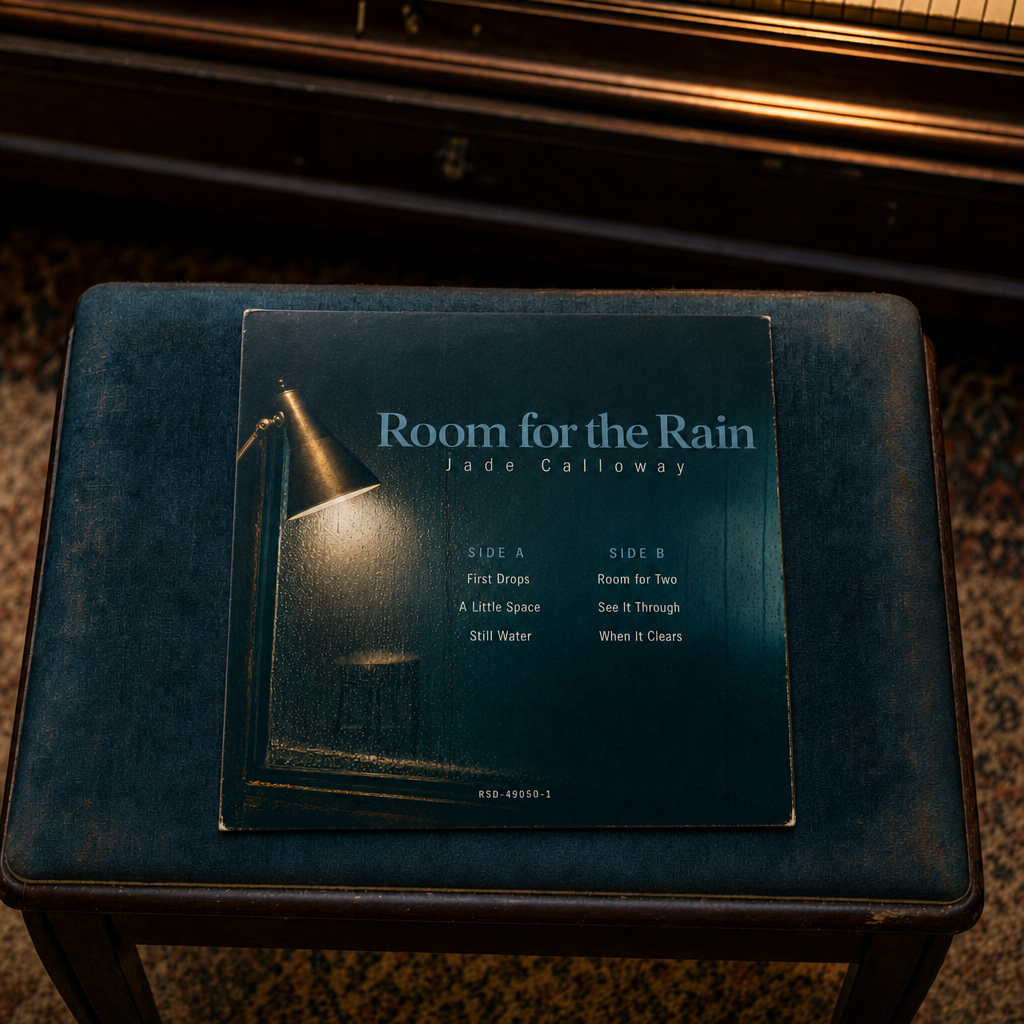 Room for the Rain
Jade Calloway
SIDE A
First Drops
A Little Space
Still Water
SIDE B
Room for Two
See It Through
When It Clears
RSD-49050-1